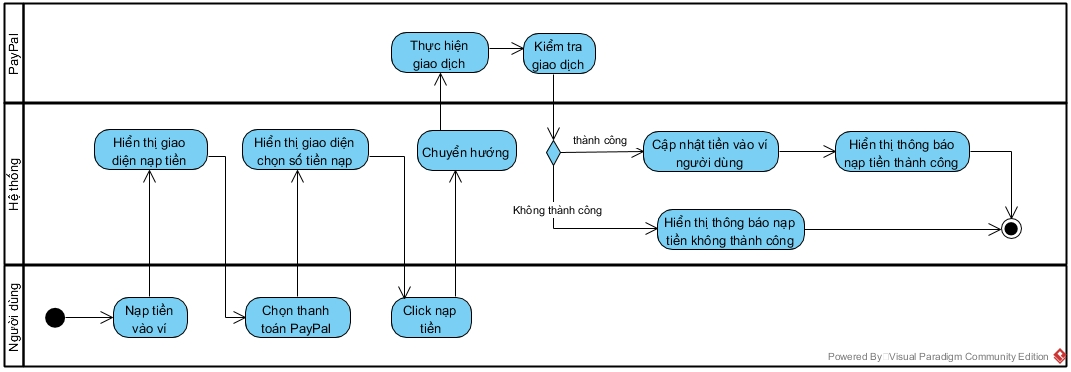 PayPal
Thực hiện
giao dịch
Kiểm tra
giao dịch
Hệ thống
Hiển thị giao
diện nạp tiền
Hiển thị giao diện
chọn số tiền nạp
Chuyển hướng
thành công
Cập nhật tiền vào ví
người dùng
Hiển thị thông báo
nạp tiền thành công
Không thành công
Hiển thị thông báo nạp
tiền không thành công
Người dùng
Nạp tiền
vào ví
Chọn thanh
toán PayPal
Click nạp
tiền
Powered By Visual Paradigm Community Edition